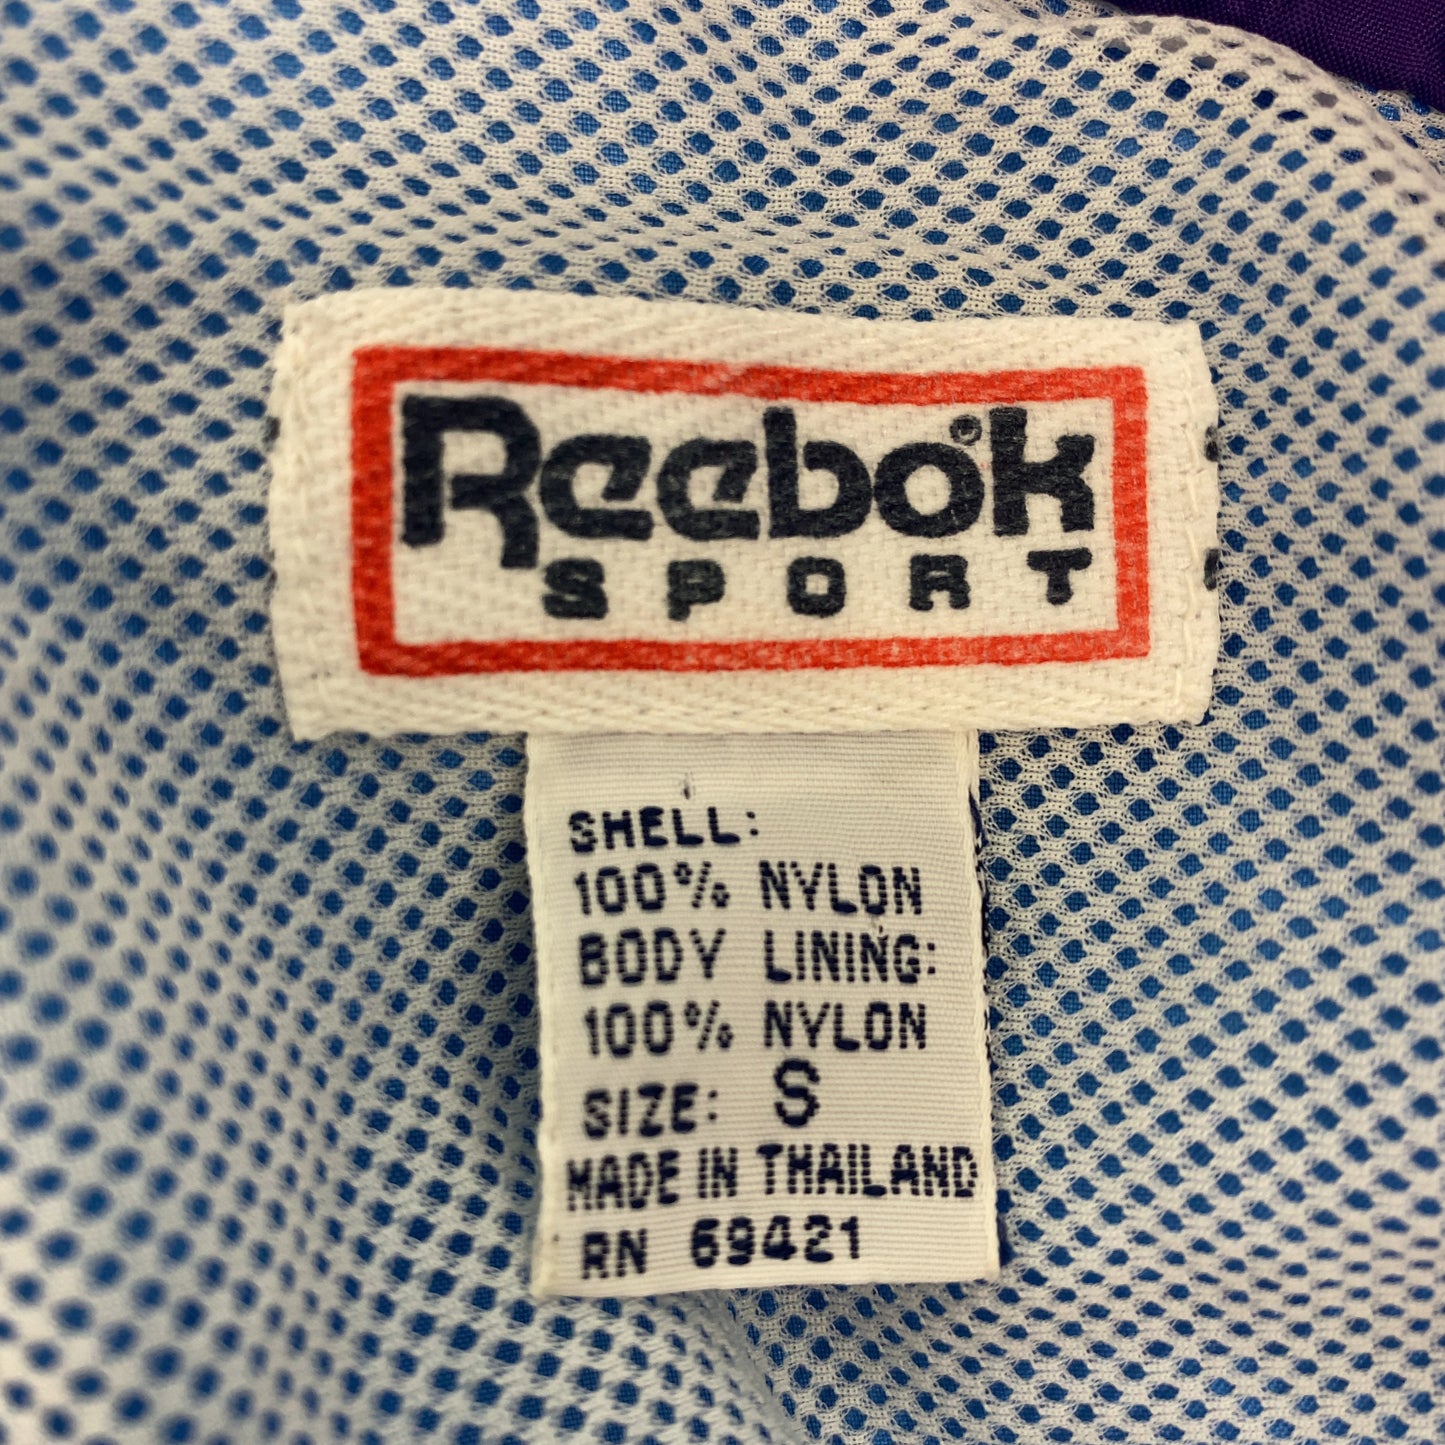 Reebok
SPORT
SHELL:
100% NYLON
BODY LINING:
100% NYLON
SIZE: S
MADE IN THAILAND
RN 69421